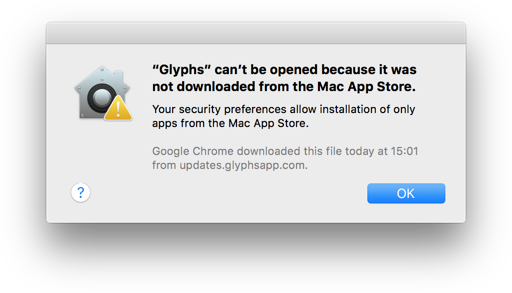 “Glyphs” can’t be opened because it was
not downloaded from the Mac App Store.
Your security preferences allow installation of only
apps from the Mac App Store.
Google Chrome downloaded this file today at 15:01
from updates.glyphsapp.com.
?
OK